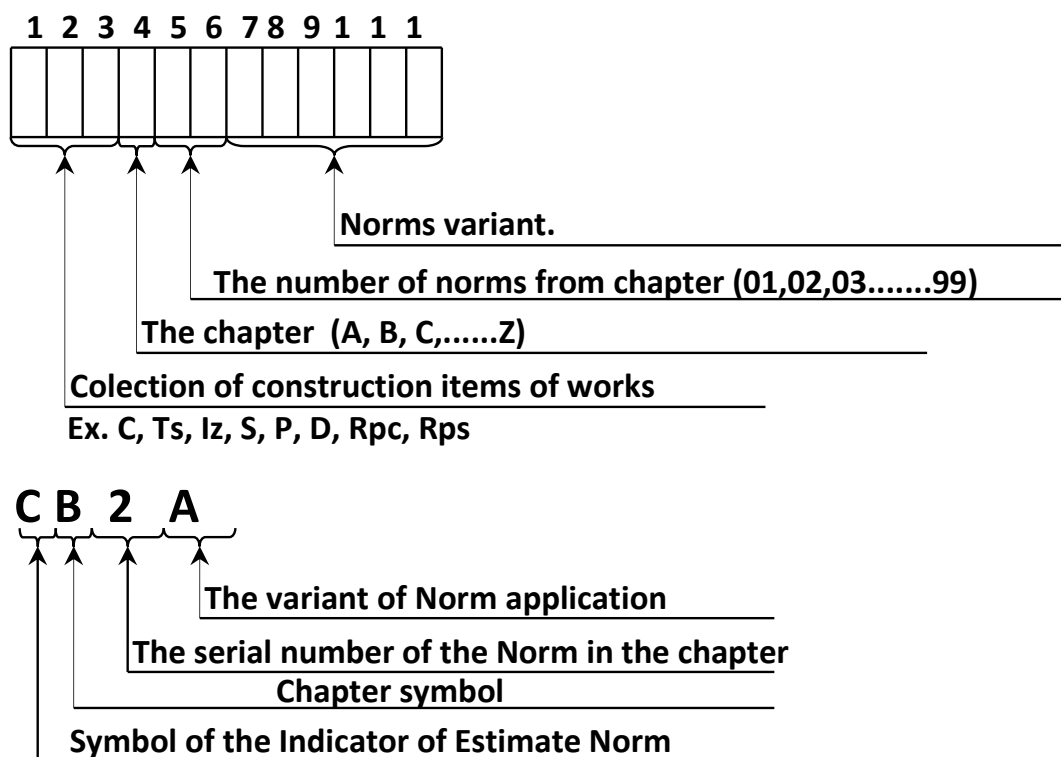 1 2 3 4 5 6 7 8 9 1 1 1
Norms variant.
The number of norms from chapter (01,02,03.......99)
The chapter (A, B, C,......Z)
Colection of construction items of works
Ex. C, Ts, Iz, S, P, D, Rpc, Rps
C B 2 A
The variant of Norm application
The serial number of the Norm in the chapter
Chapter symbol
Symbol of the Indicator of Estimate Norm